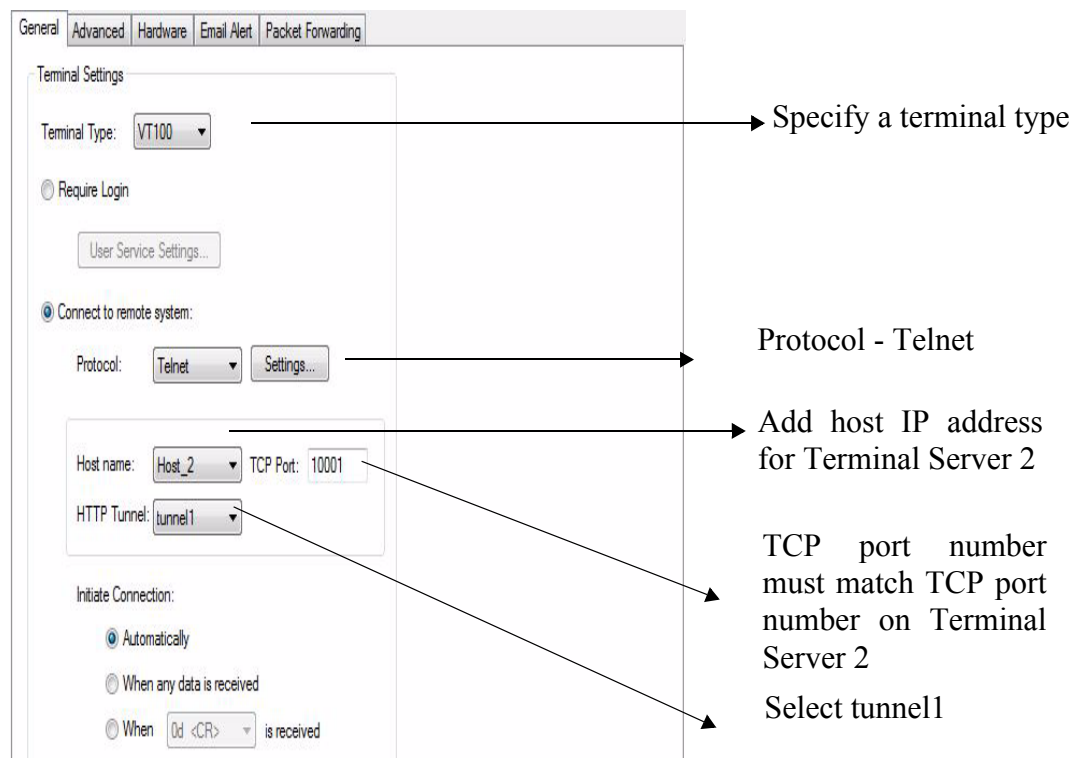 General Advanced Hardware Email Alert Packet Forwarding
Terminal Settings
Terminal Type: VT100
Specify a terminal type
Require Login
User Service Settings...
Connect to remote system:
Protocol: Telnet Settings...
Protocol - Telnet
Add host IP address
for Terminal Server 2
Host name: Host_2 TCP Port: 10001
HTTP Tunnel: tunnel1
TCP port number
must match TCP port
number on Terminal
Server 2
Initiate Connection:
Automatically
When any data is received
Select tunnel1
When 0d <CR> is received